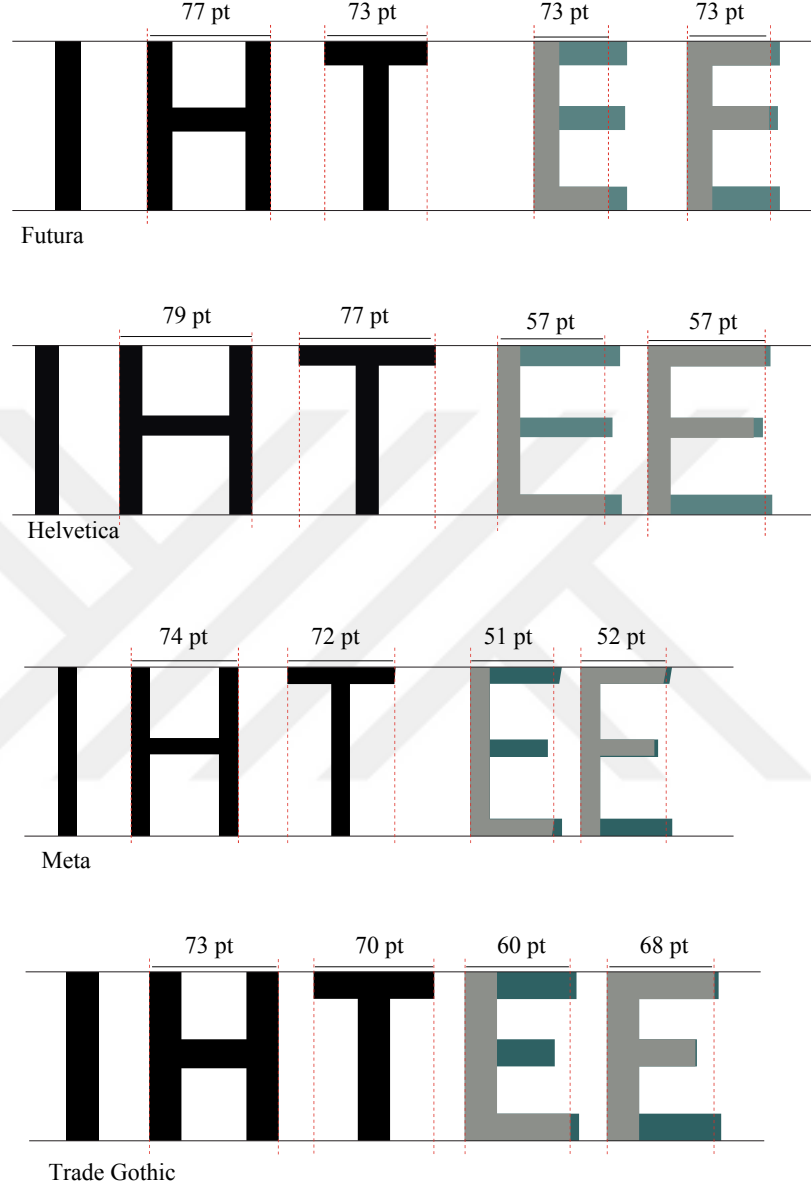 77 pt 73 pt 73 pt 73 pt
I H T E E
Futura
79 pt 77 pt 57 pt 57 pt
I H T E E
Helvetica
74 pt 72 pt 51 pt 52 pt
I H T E E
Meta
73 pt 70 pt 60 pt 68 pt
I H T E E
Trade Gothic